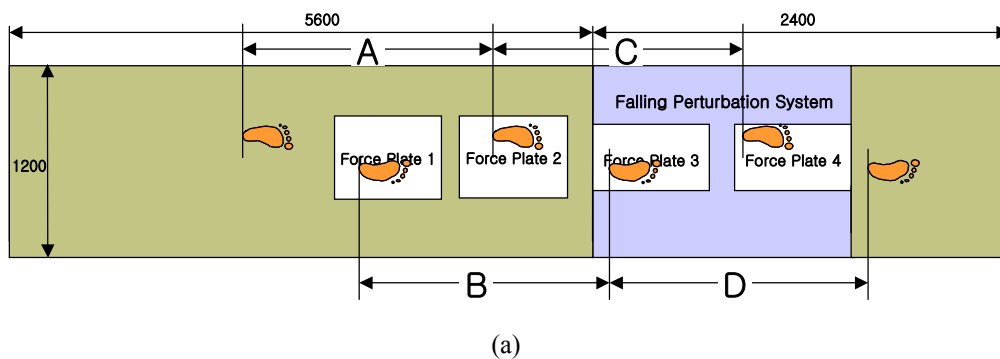 5600
2400
A
C
Falling Perturbation System
1200
Force Plate 1
Force Plate 2
Force Plate 3
Force Plate 4
B
D
(a)